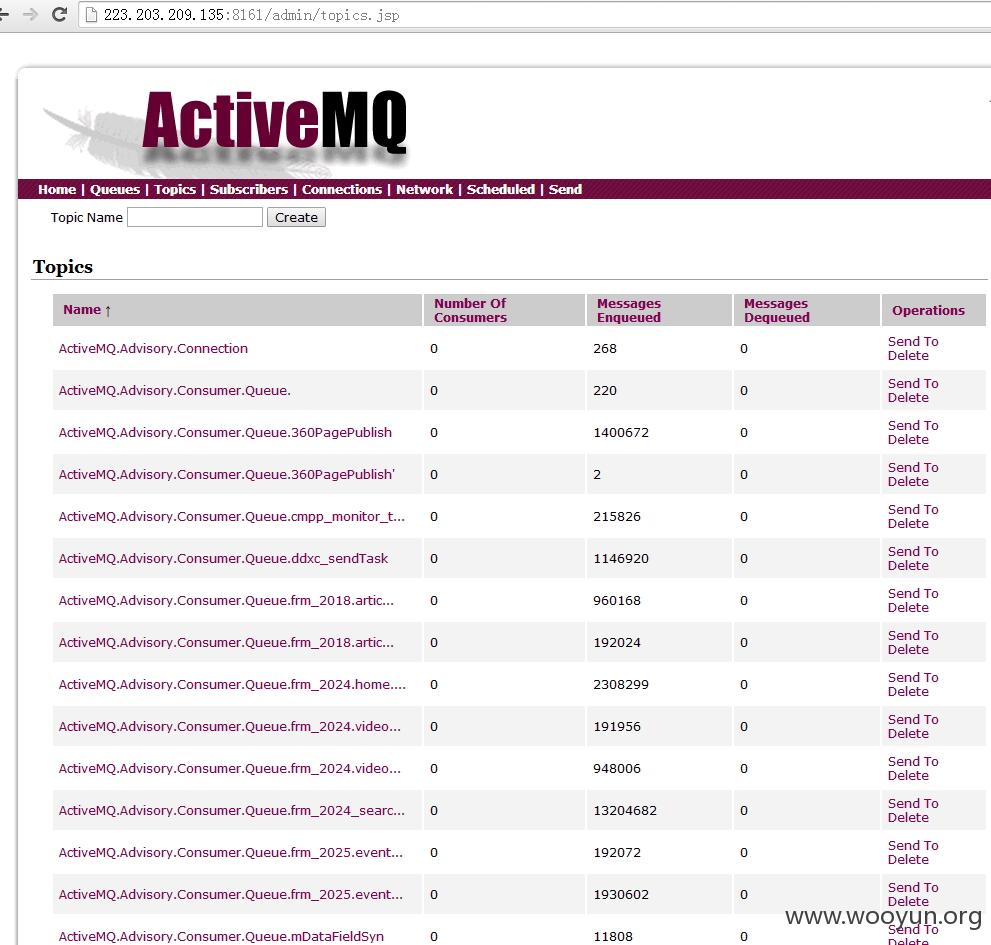 223.203.209.135:8161/admin/topics.jsp
ActiveMQ
Home | Queues | Topics | Subscribers | Connections | Network | Scheduled | Send
Topic Name Create
Topics
Name ↑ Number Of Consumers Messages Enqueued Messages Dequeued Operations
ActiveMQ.Advisory.Connection 0 268 0 Send To Delete
ActiveMQ.Advisory.Consumer.Queue. 0 220 0 Send To Delete
ActiveMQ.Advisory.Consumer.Queue.360PagePublish 0 1400672 0 Send To Delete
ActiveMQ.Advisory.Consumer.Queue.360PagePublish' 0 2 0 Send To Delete
ActiveMQ.Advisory.Consumer.Queue.cmpp_monitor_t... 0 215826 0 Send To Delete
ActiveMQ.Advisory.Consumer.Queue.ddxc_sendTask 0 1146920 0 Send To Delete
ActiveMQ.Advisory.Consumer.Queue.frm_2018.artic... 0 960168 0 Send To Delete
ActiveMQ.Advisory.Consumer.Queue.frm_2018.artic... 0 192024 0 Send To Delete
ActiveMQ.Advisory.Consumer.Queue.frm_2024.home.... 0 2308299 0 Send To Delete
ActiveMQ.Advisory.Consumer.Queue.frm_2024.video... 0 191956 0 Send To Delete
ActiveMQ.Advisory.Consumer.Queue.frm_2024.video... 0 948006 0 Send To Delete
ActiveMQ.Advisory.Consumer.Queue.frm_2024_searc... 0 13204682 0 Send To Delete
ActiveMQ.Advisory.Consumer.Queue.frm_2025.event... 0 192072 0 Send To Delete
ActiveMQ.Advisory.Consumer.Queue.frm_2025.event... 0 1930602 0 Send To Delete
ActiveMQ.Advisory.Consumer.Queue.mDataFieldSyn 0 11808 0 Send To Delete
www.wooyun.org